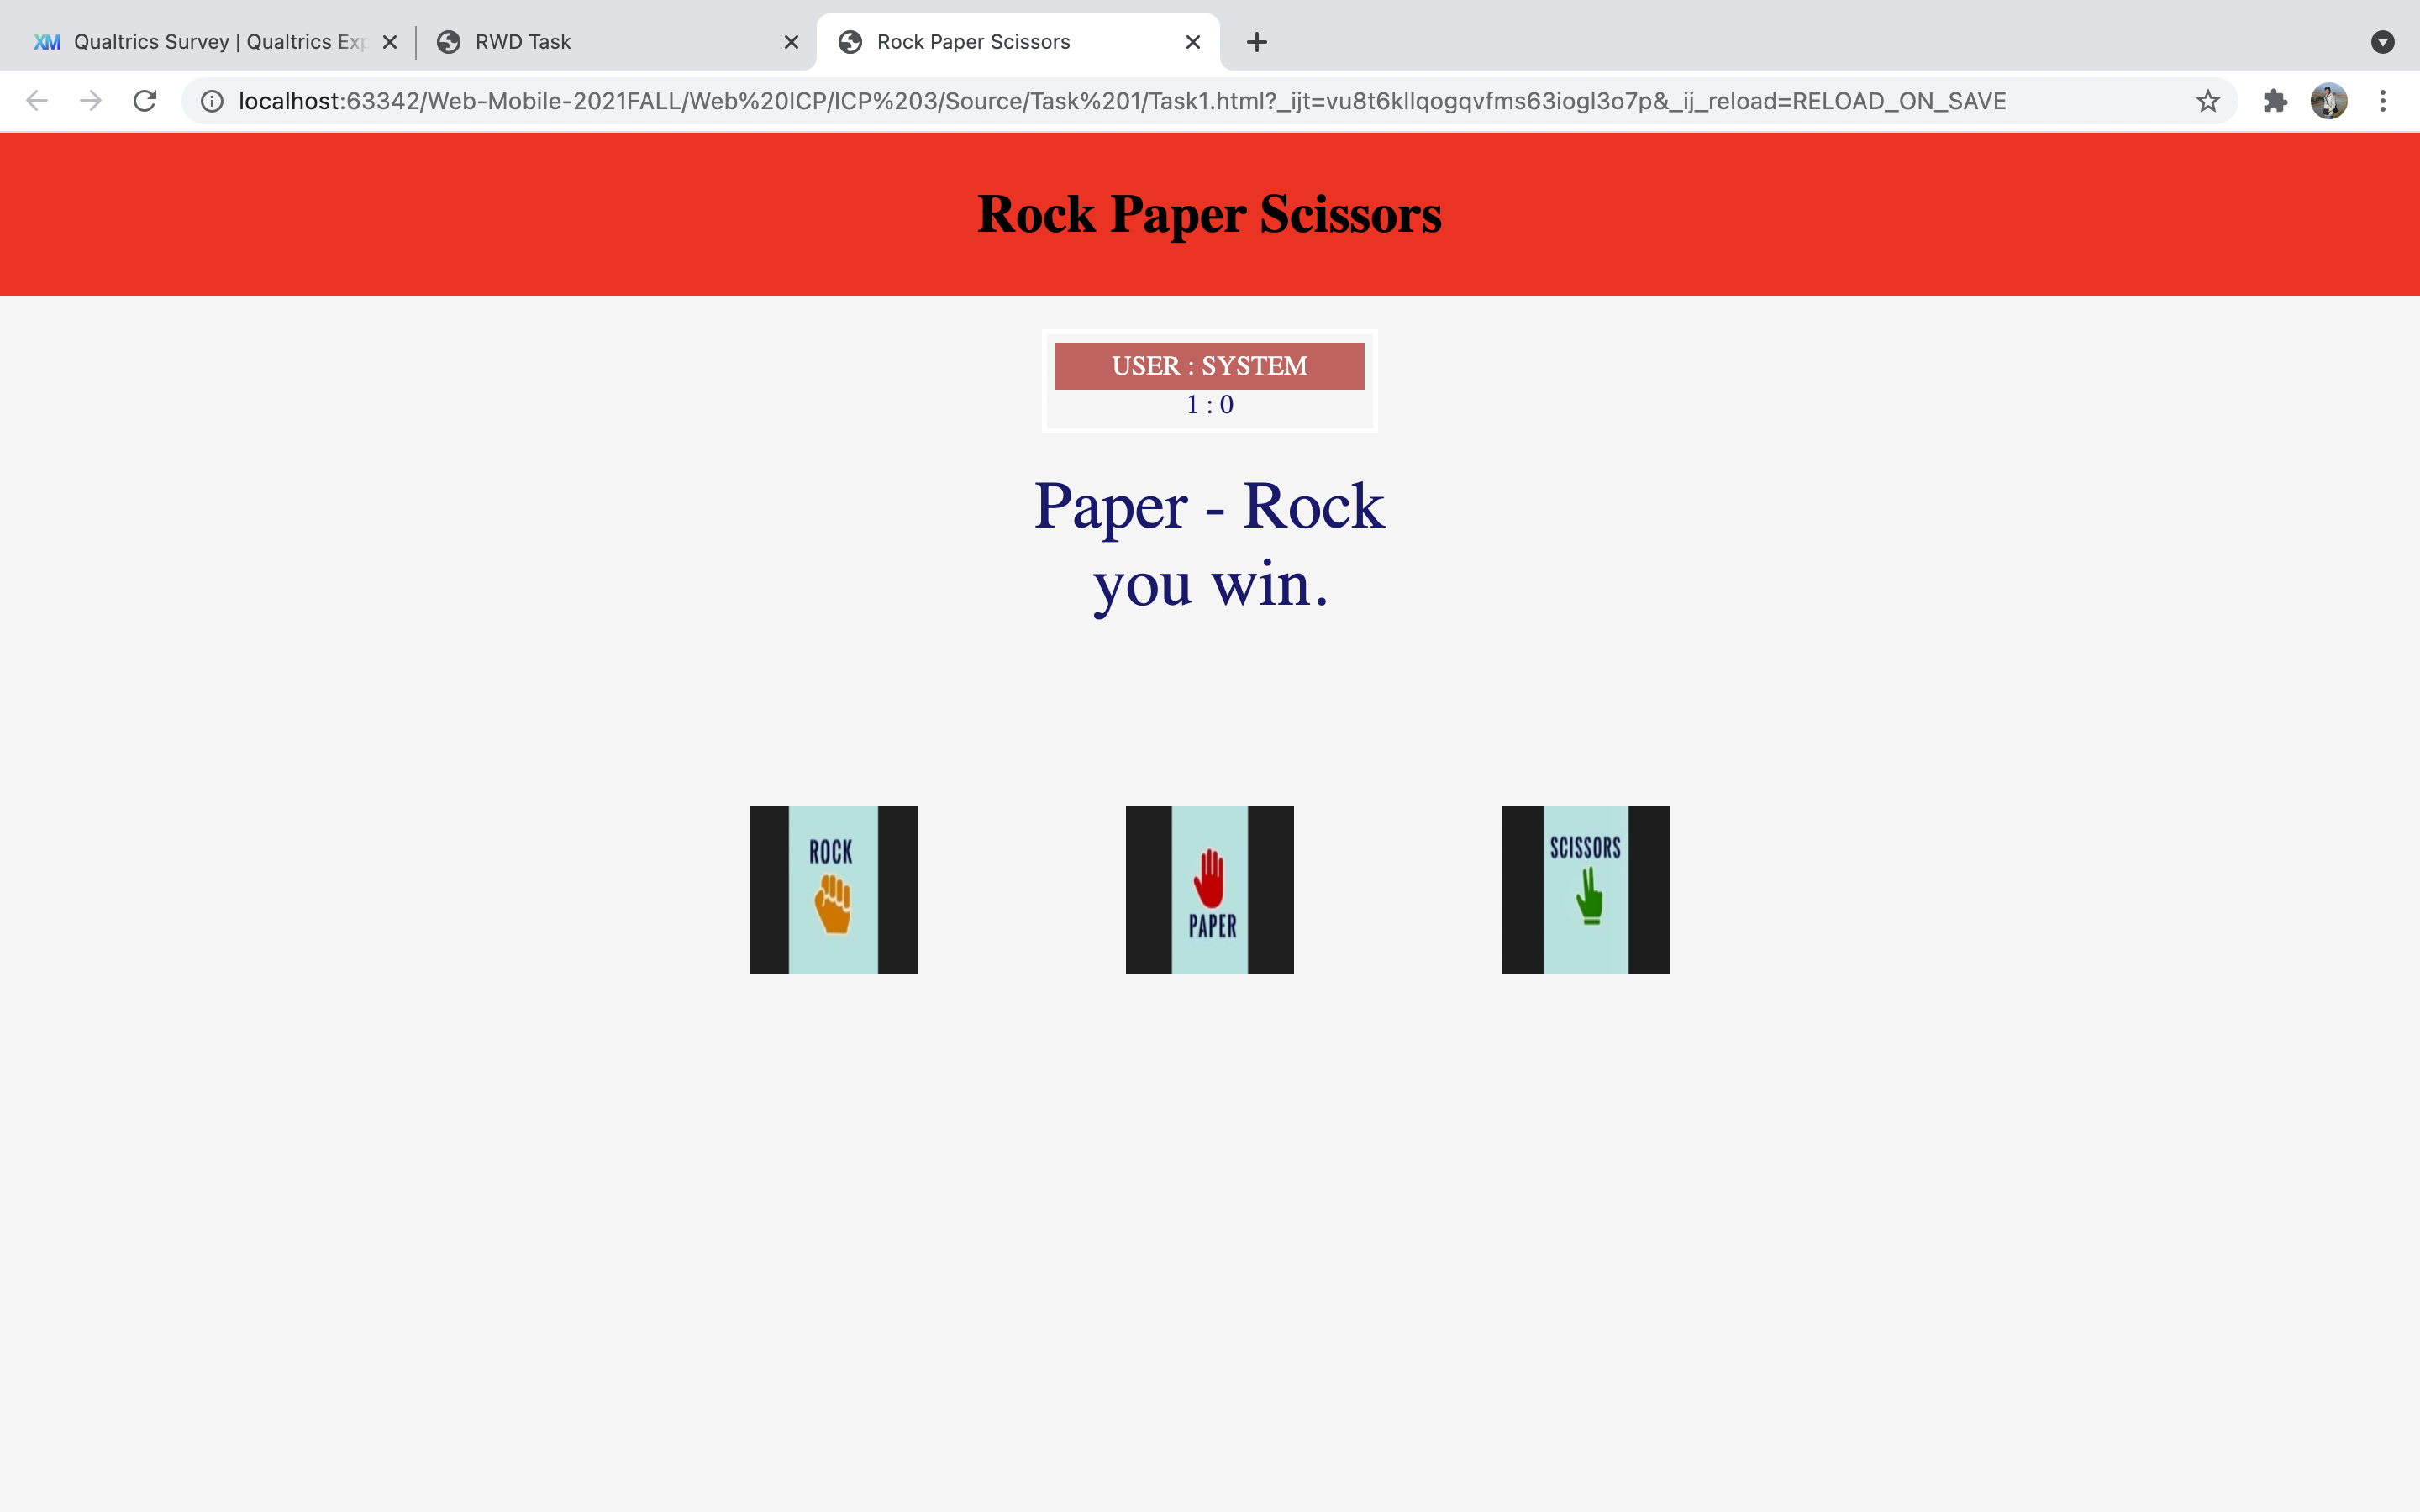 Qualtrics Survey | Qualtrics Exp
RWD Task
Rock Paper Scissors
localhost:63342/Web-Mobile-2021FALL/Web%20ICP/ICP%203/Source/Task%201/Task1.html?_ijt=vu8t6kllqogqvfms63iogl3o7p&_ij_reload=RELOAD_ON_SAVE
Rock Paper Scissors
USER : SYSTEM
1 : 0
Paper - Rock
you win.
ROCK
PAPER
SCISSORS